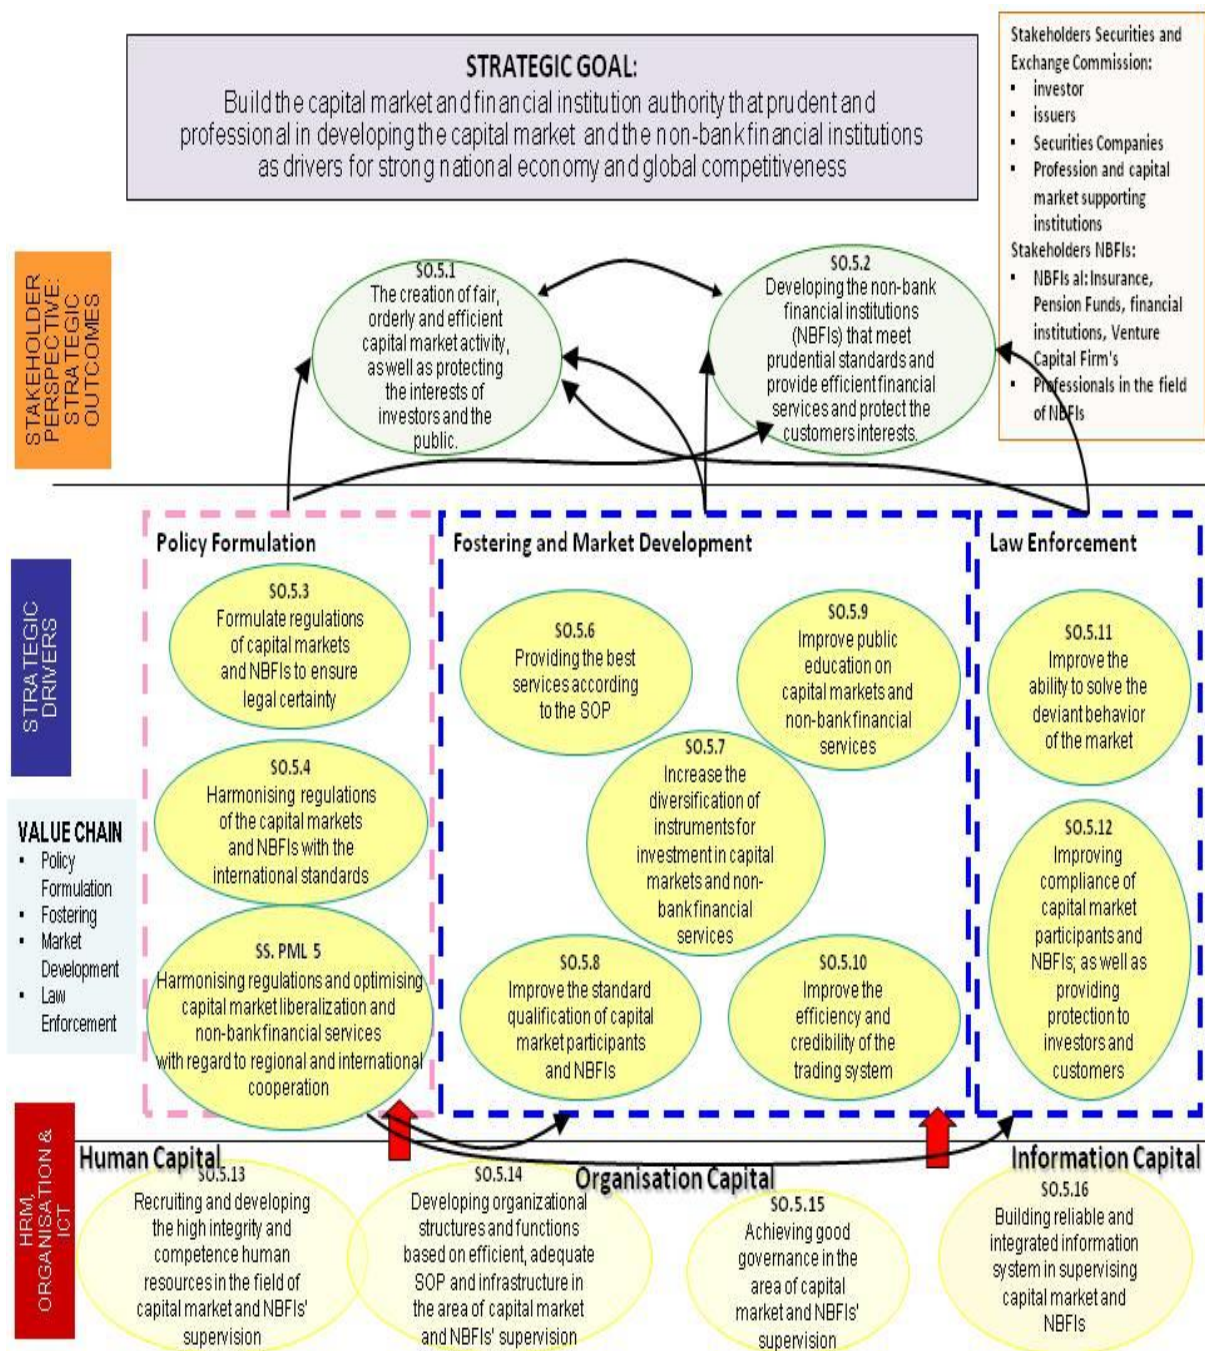 STRATEGIC GOAL:
Build the capital market and financial institution authority that prudent and
professional in developing the capital market and the non-bank financial institutions
as drivers for strong national economy and global competitiveness
Stakeholders Securities and
Exchange Commission:
▪ investor
▪ issuers
▪ Securities Companies
▪ Profession and capital
market supporting
institutions
Stakeholders NBFIs:
▪ NBFIs al: Insurance,
Pension Funds, financial
institutions, Venture
Capital Firm's
▪ Professionals in the field
of NBFIs
STAKEHOLDER
PERSPECTIVE:
STRATEGIC
OUTCOMES
SO.5.1
The creation of fair,
orderly and efficient
capital market activity,
as well as protecting
the interests of
investors and the
public.
SO.5.2
Developing the non-bank
financial institutions
(NBFIs) that meet
prudential standards and
provide efficient financial
services and protect the
customers interests.
STRATEGIC
DRIVERS
Policy Formulation
SO.5.3
Formulate regulations
of capital markets
and NBFIs to ensure
legal certainty
SO.5.4
Harmonising regulations
of the capital markets
and NBFIs with the
international standards
SS. PML 5
Harmonising regulations and optimising
capital market liberalization and
non-bank financial services
with regard to regional and international
cooperation
Fostering and Market Development
SO.5.6
Providing the best
services according
to the SOP
SO.5.9
Improve public
education on
capital markets and
non-bank financial
services
SO.5.7
Increase the
diversification of
instruments for
investment in capital
markets and non-
bank financial
services
SO.5.8
Improve the standard
qualification of capital
market participants
and NBFIs
SO.5.10
Improve the
efficiency and
credibility of the
trading system
Law Enforcement
SO.5.11
Improve the
ability to solve the
deviant behavior
of the market
SO.5.12
Improving
compliance of
capital market
participants and
NBFIs; as well as
providing
protection to
investors and
customers
VALUE CHAIN
▪ Policy
Formulation
▪ Fostering
▪ Market
Development
▪ Law
Enforcement
HRM,
ORGANISATION &
ICT
Human Capital
SO.5.13
Recruiting and developing
the high integrity and
competence human
resources in the field of
capital market and NBFIs'
supervision
SO.5.14
Developing organizational
structures and functions
based on efficient, adequate
SOP and infrastructure in
the area of capital market
and NBFIs' supervision
Organisation Capital
SO.5.15
Achieving good
governance in the
area of capital
market and NBFIs'
supervision
Information Capital
SO.5.16
Building reliable and
integrated information
system in supervising
capital market and
NBFIs